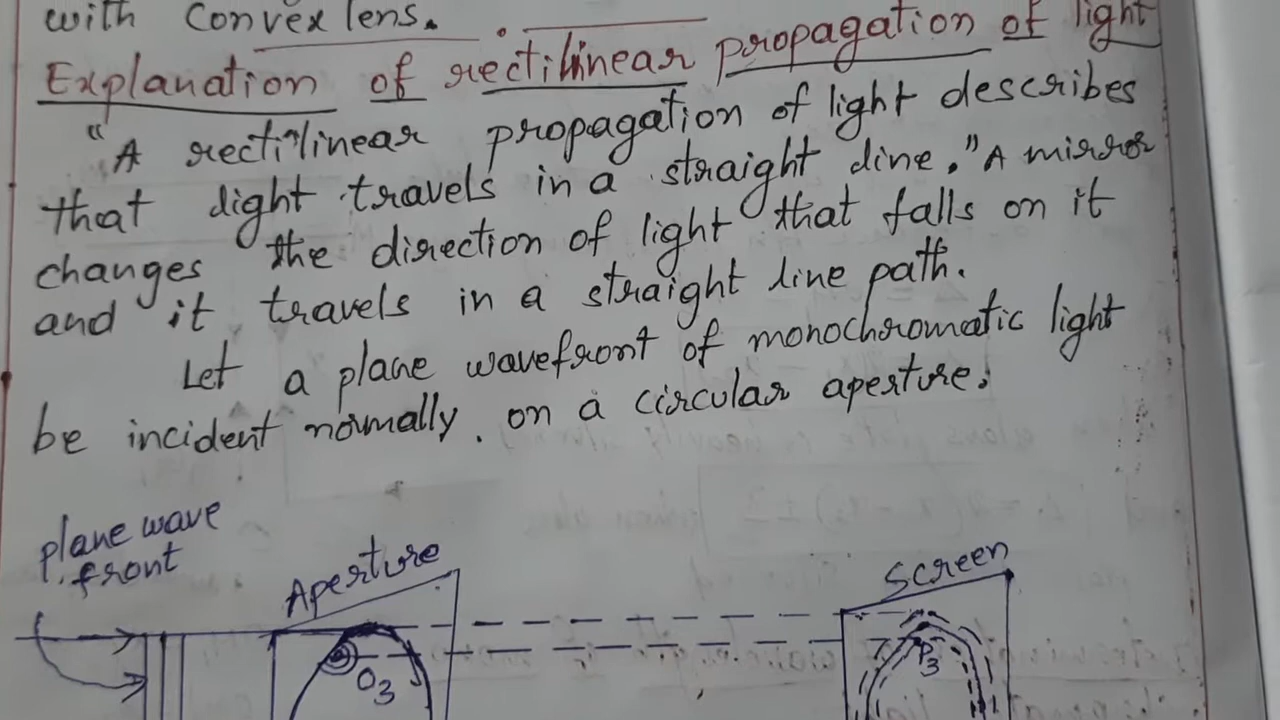 with convex lens.
Explanation of rectilinear propagation of light
"A rectilinear propagation of light describes
that light travels in a straight line." A mirror
changes the direction of light that falls on it
and it travels in a straight line path.
Let a plane wavefront of monochromatic light
be incident normally. on a circular aperture.
plane wave
front
Aperture
Screen
O3
P3